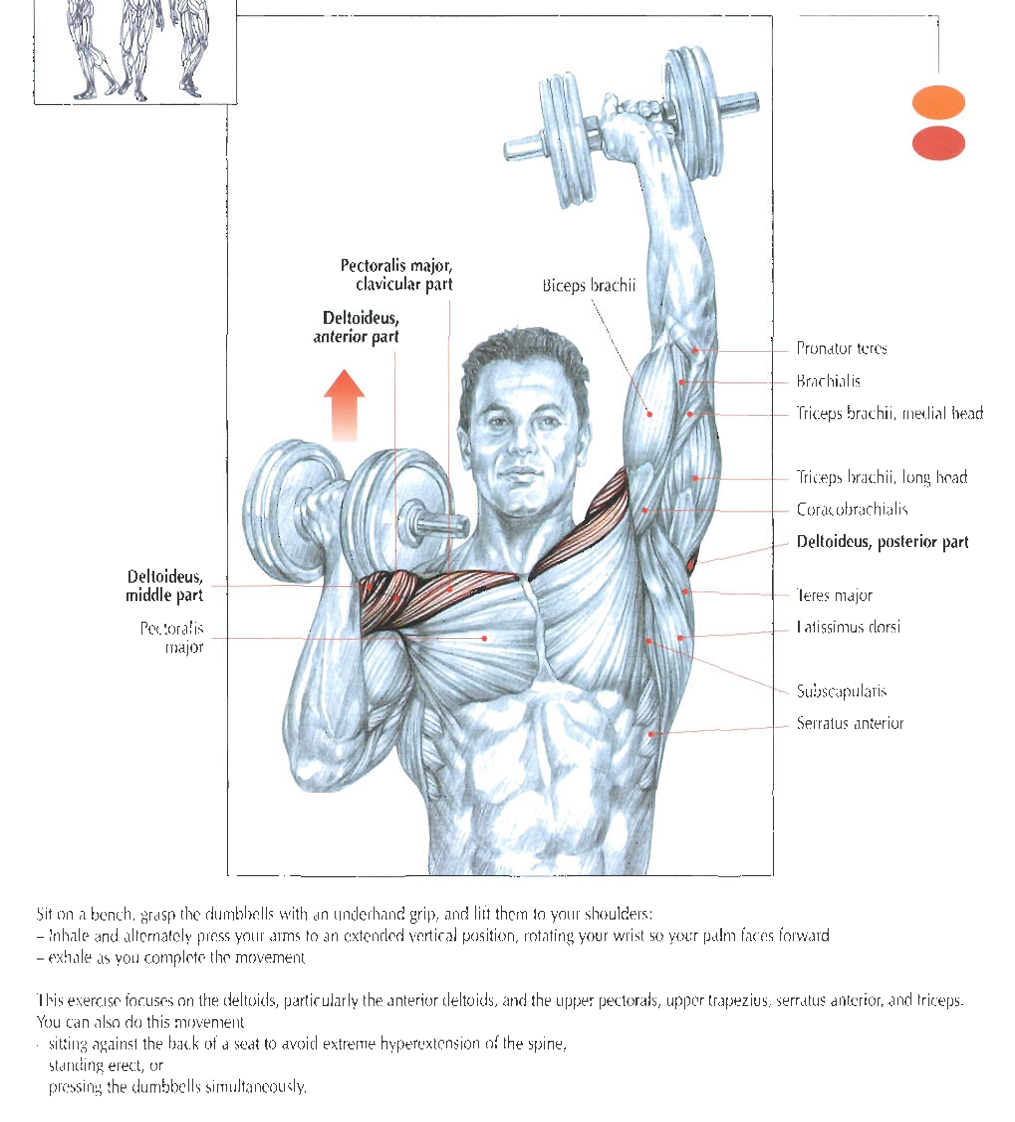 Pectoralis major,
clavicular part
Deltoideus,
anterior part
Biceps brachii
Pronator teres
Brachialis
Triceps brachii, medial head
Triceps brachii, long head
Coracobrachialis
Deltoideus, posterior part
Teres major
Latissimus dorsi
Subscapularis
Serratus anterior
Deltoideus,
middle part
Pectoralis
major
Sit on a bench, grasp the dumbbells with an underhand grip, and lift them to your shoulders:
– Inhale and alternately press your arms to an extended vertical position, rotating your wrist so your palm faces forward
– exhale as you complete the movement
This exercise focuses on the deltoids, particularly the anterior deltoids, and the upper pectorals, upper trapezius, serratus anterior, and triceps.
You can also do this movement
- sitting against the back of a seat to avoid extreme hyperextension of the spine,
standing erect, or
pressing the dumbbells simultaneously.